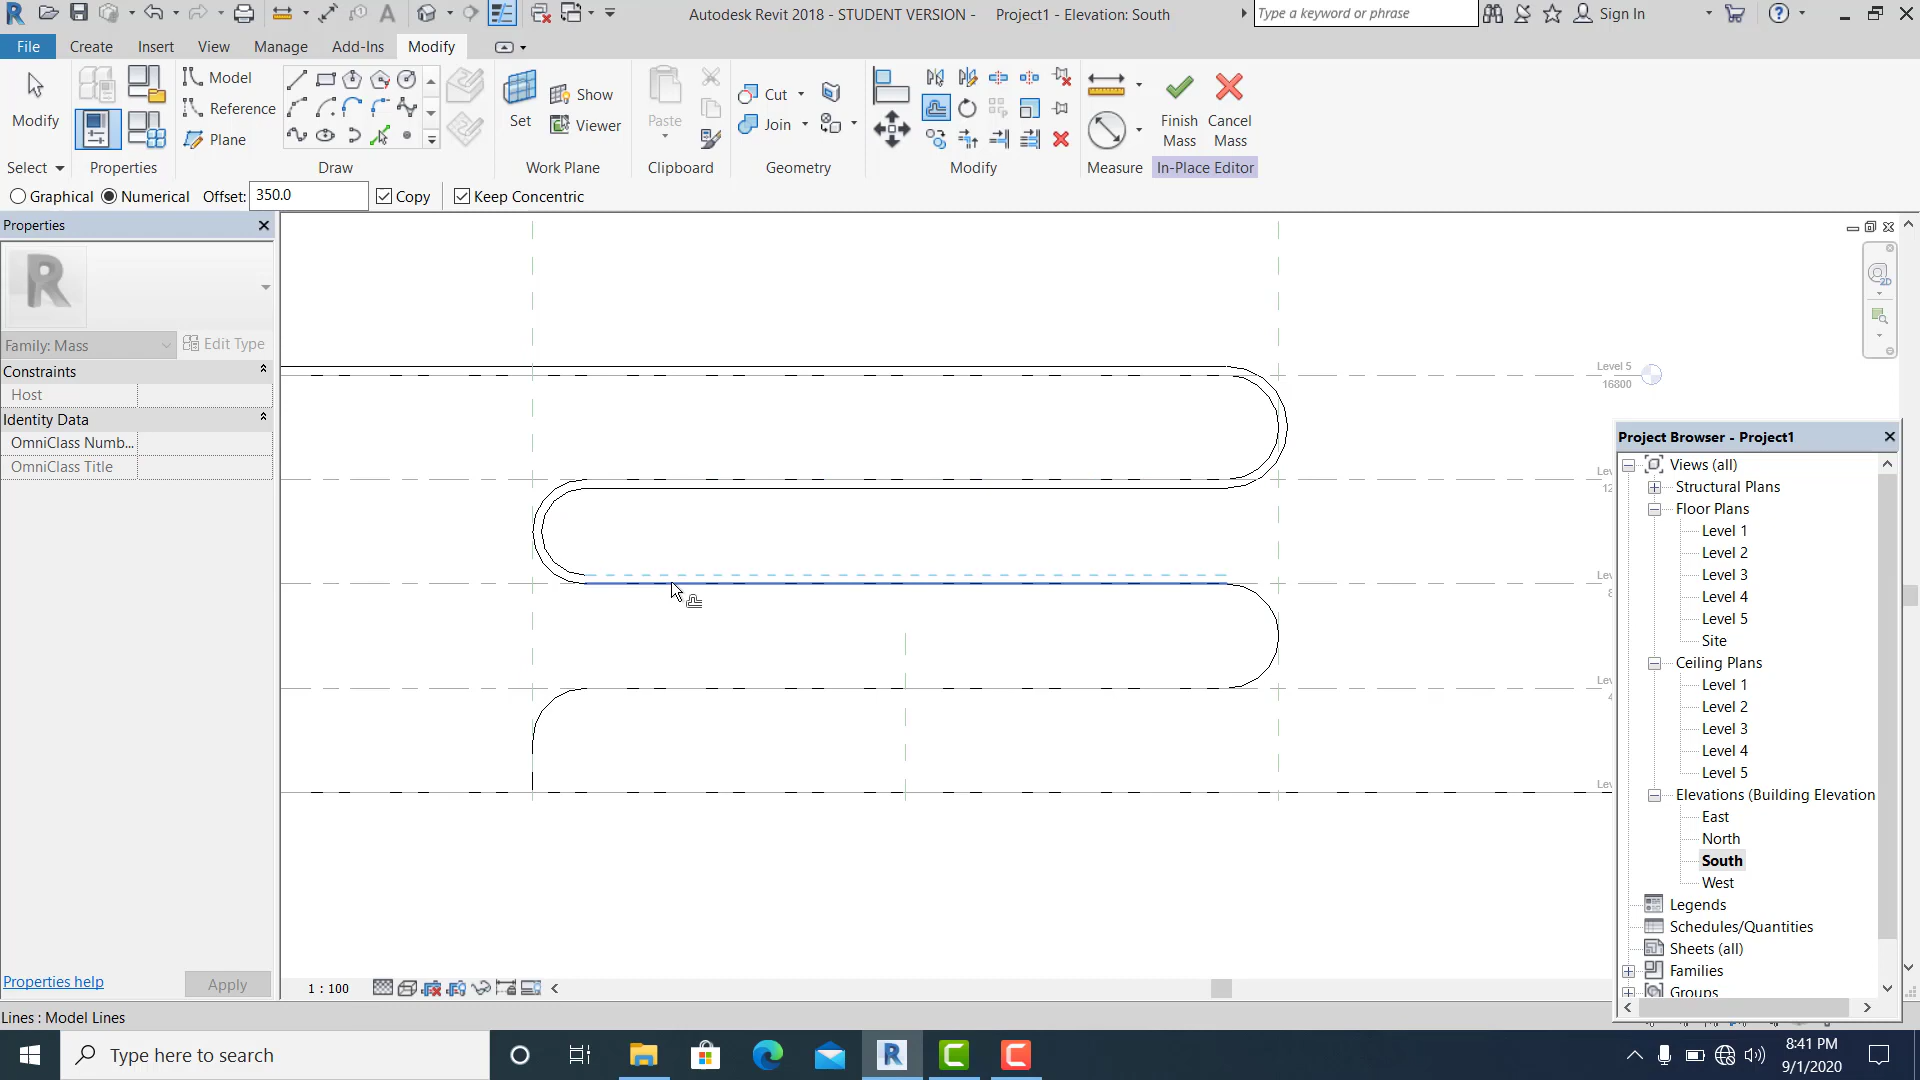 Autodesk Revit 2018 - STUDENT VERSION - Project1 - Elevation: South
Type a keyword or phrase
Sign In
File Create Insert View Manage Add-Ins Modify
Modify
Select
Properties
Model
Reference
Plane
Draw
Set
Show
Viewer
Work Plane
Paste
Clipboard
Cut
Join
Geometry
Modify
Measure
Finish Mass
Cancel Mass
In-Place Editor
Graphical Numerical Offset: 350.0 Copy Keep Concentric
Properties
Family: Mass
Edit Type
Constraints
Host
Identity Data
OmniClass Numb...
OmniClass Title
Properties help
Apply
Level 5
16800
Project Browser - Project1
Views (all)
Structural Plans
Floor Plans
Level 1
Level 2
Level 3
Level 4
Level 5
Site
Ceiling Plans
Level 1
Level 2
Level 3
Level 4
Level 5
Elevations (Building Elevation
East
North
South
West
Legends
Schedules/Quantities
Sheets (all)
Families
Groups
1 : 100
Lines : Model Lines
Type here to search
8:41 PM
9/1/2020